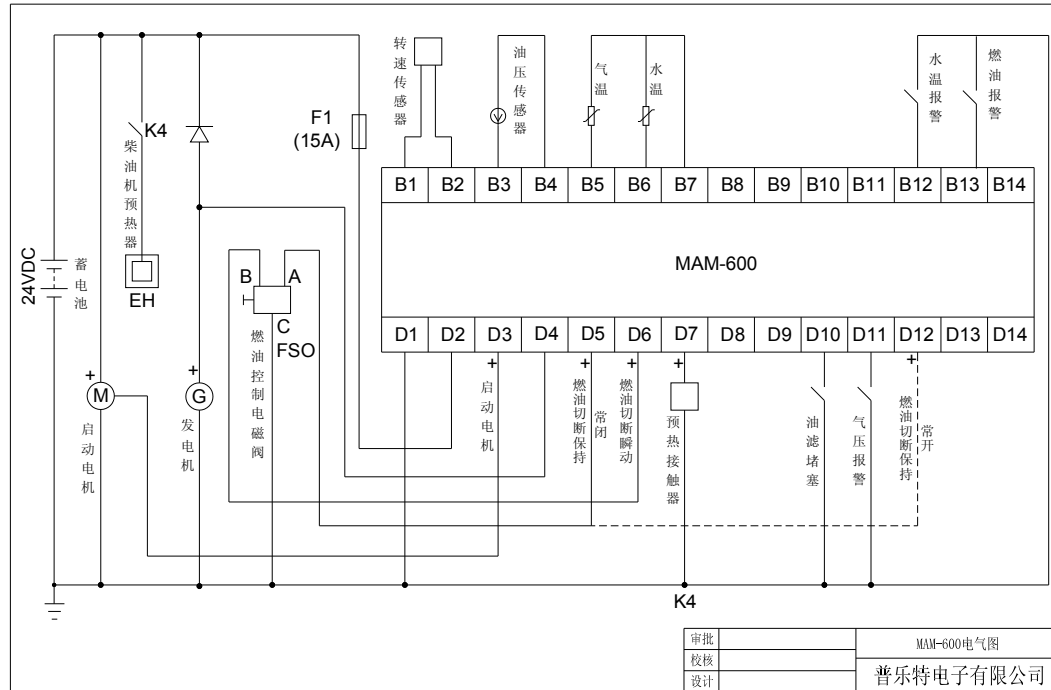 转速传感器
油压传感器
气温
水温
水温报警
燃油报警
K4
F1
(15A)
柴油机预热器
EH
24VDC
蓄电池
B1 B2 B3 B4 B5 B6 B7 B8 B9 B10 B11 B12 B13 B14
MAM-600
B A
C
FSO
燃油控制电磁阀
D1 D2 D3 D4 D5 D6 D7 D8 D9 D10 D11 D12 D13 D14
+
M
启动电机
+
G
发电机
+
启动电机
+
燃油切断保持
常闭
+
燃油切断瞬动
+
预热接触器
油滤堵塞
气压报警
+
燃油切断保持
常开
K4
审批
校核
设计
MAM-600电气图
普乐特电子有限公司